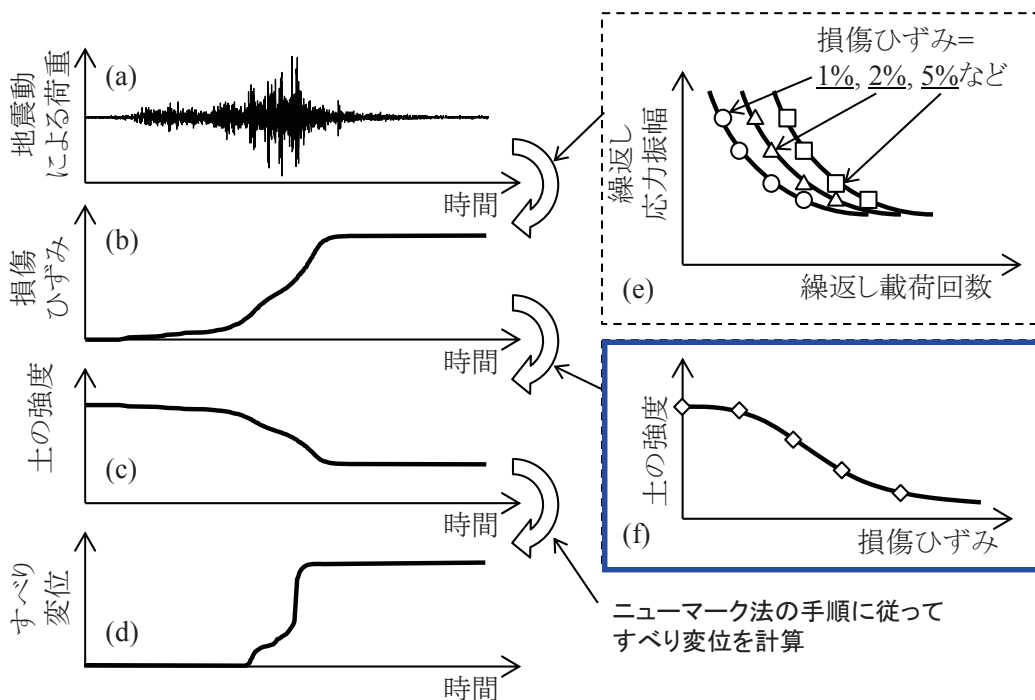 (a)
地震動
による荷重
時間
(b)
損傷
ひずみ
時間
(c)
土の強度
時間
(d)
すべり
変位
時間
損傷ひずみ=
1%, 2%, 5%など
繰返し
応力振幅
(e)
繰返し載荷回数
土の強度
(f)
損傷ひずみ
ニューマーク法の手順に従って
すべり変位を計算